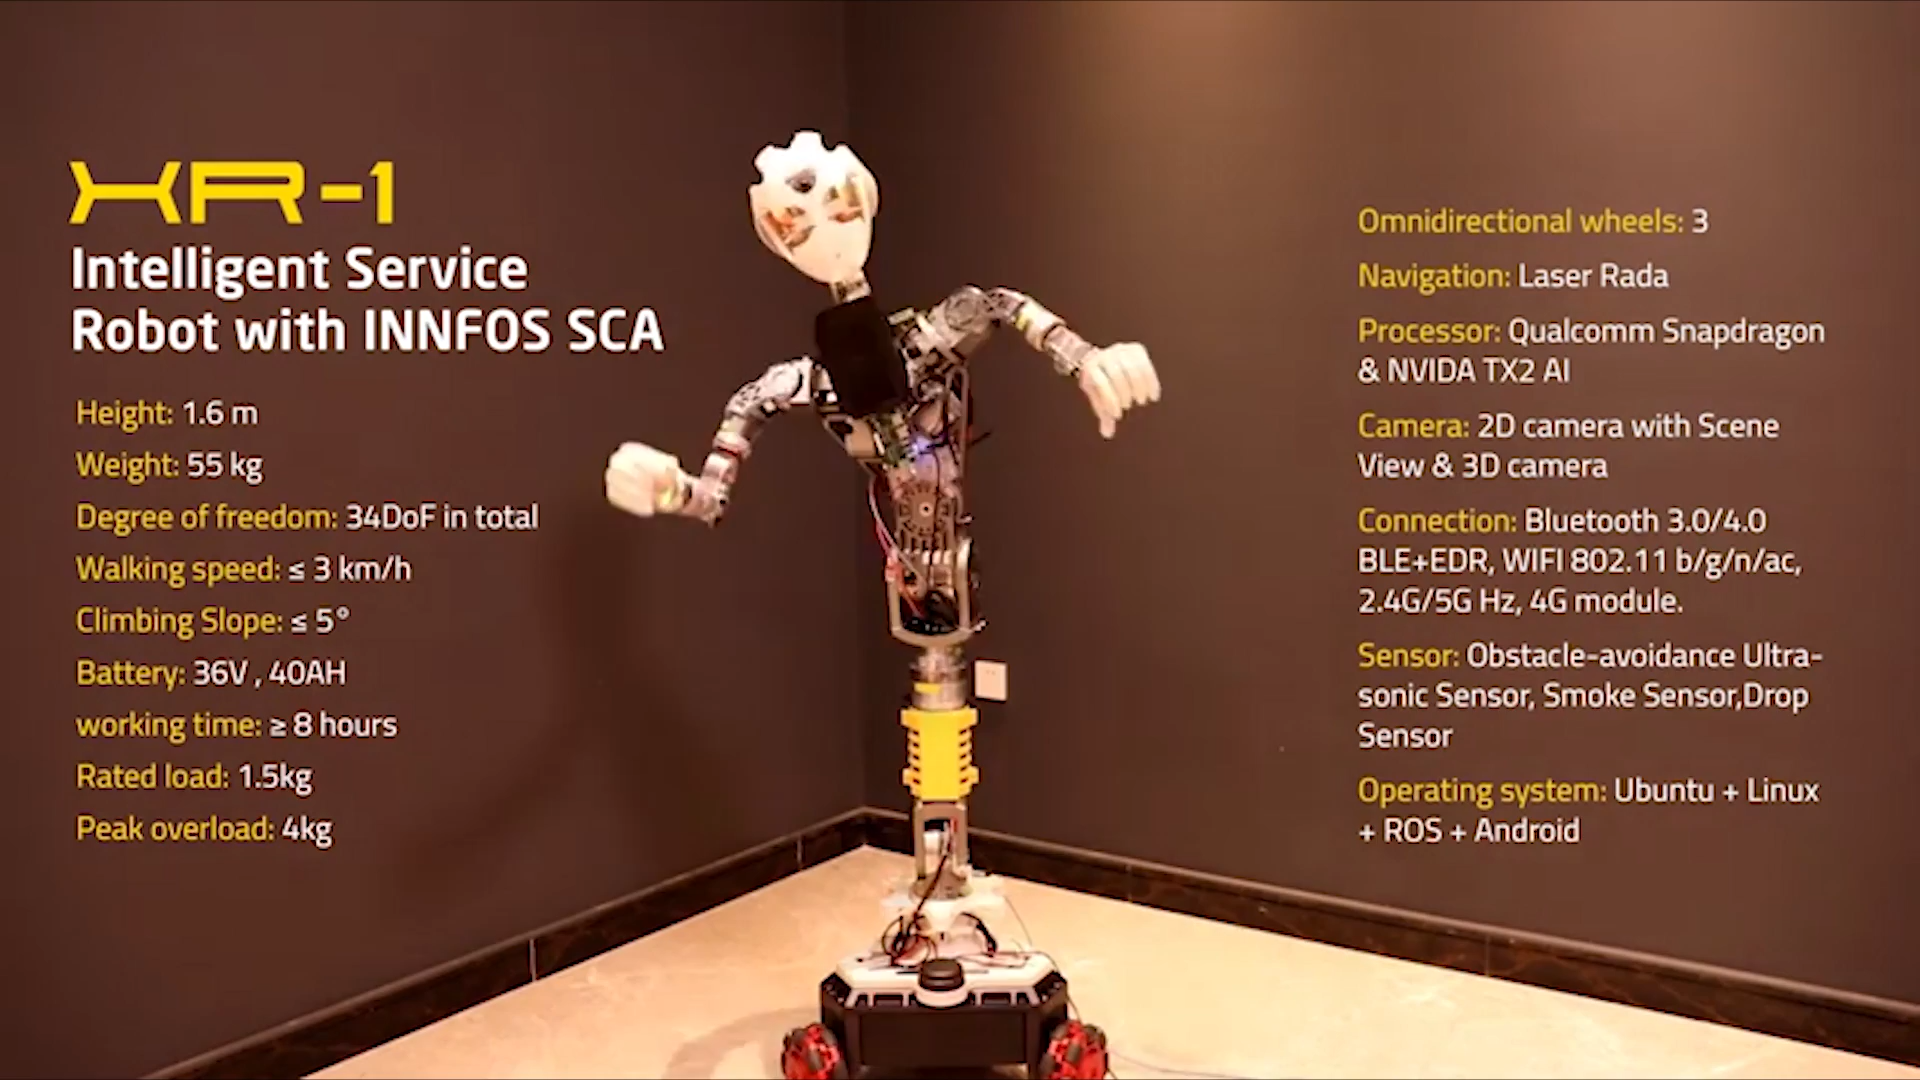 XR-1
Intelligent Service
Robot with INNFOS SCA
Height: 1.6 m
Weight: 55 kg
Degree of freedom: 34DoF in total
Walking speed: ≤ 3 km/h
Climbing Slope: ≤ 5°
Battery: 36V , 40AH
working time: ≥ 8 hours
Rated load: 1.5kg
Peak overload: 4kg
Omnidirectional wheels: 3
Navigation: Laser Rada
Processor: Qualcomm Snapdragon
& NVIDA TX2 AI
Camera: 2D camera with Scene
View & 3D camera
Connection: Bluetooth 3.0/4.0
BLE+EDR, WIFI 802.11 b/g/n/ac,
2.4G/5G Hz, 4G module.
Sensor: Obstacle-avoidance Ultra-
sonic Sensor, Smoke Sensor,Drop
Sensor
Operating system: Ubuntu + Linux
+ ROS + Android